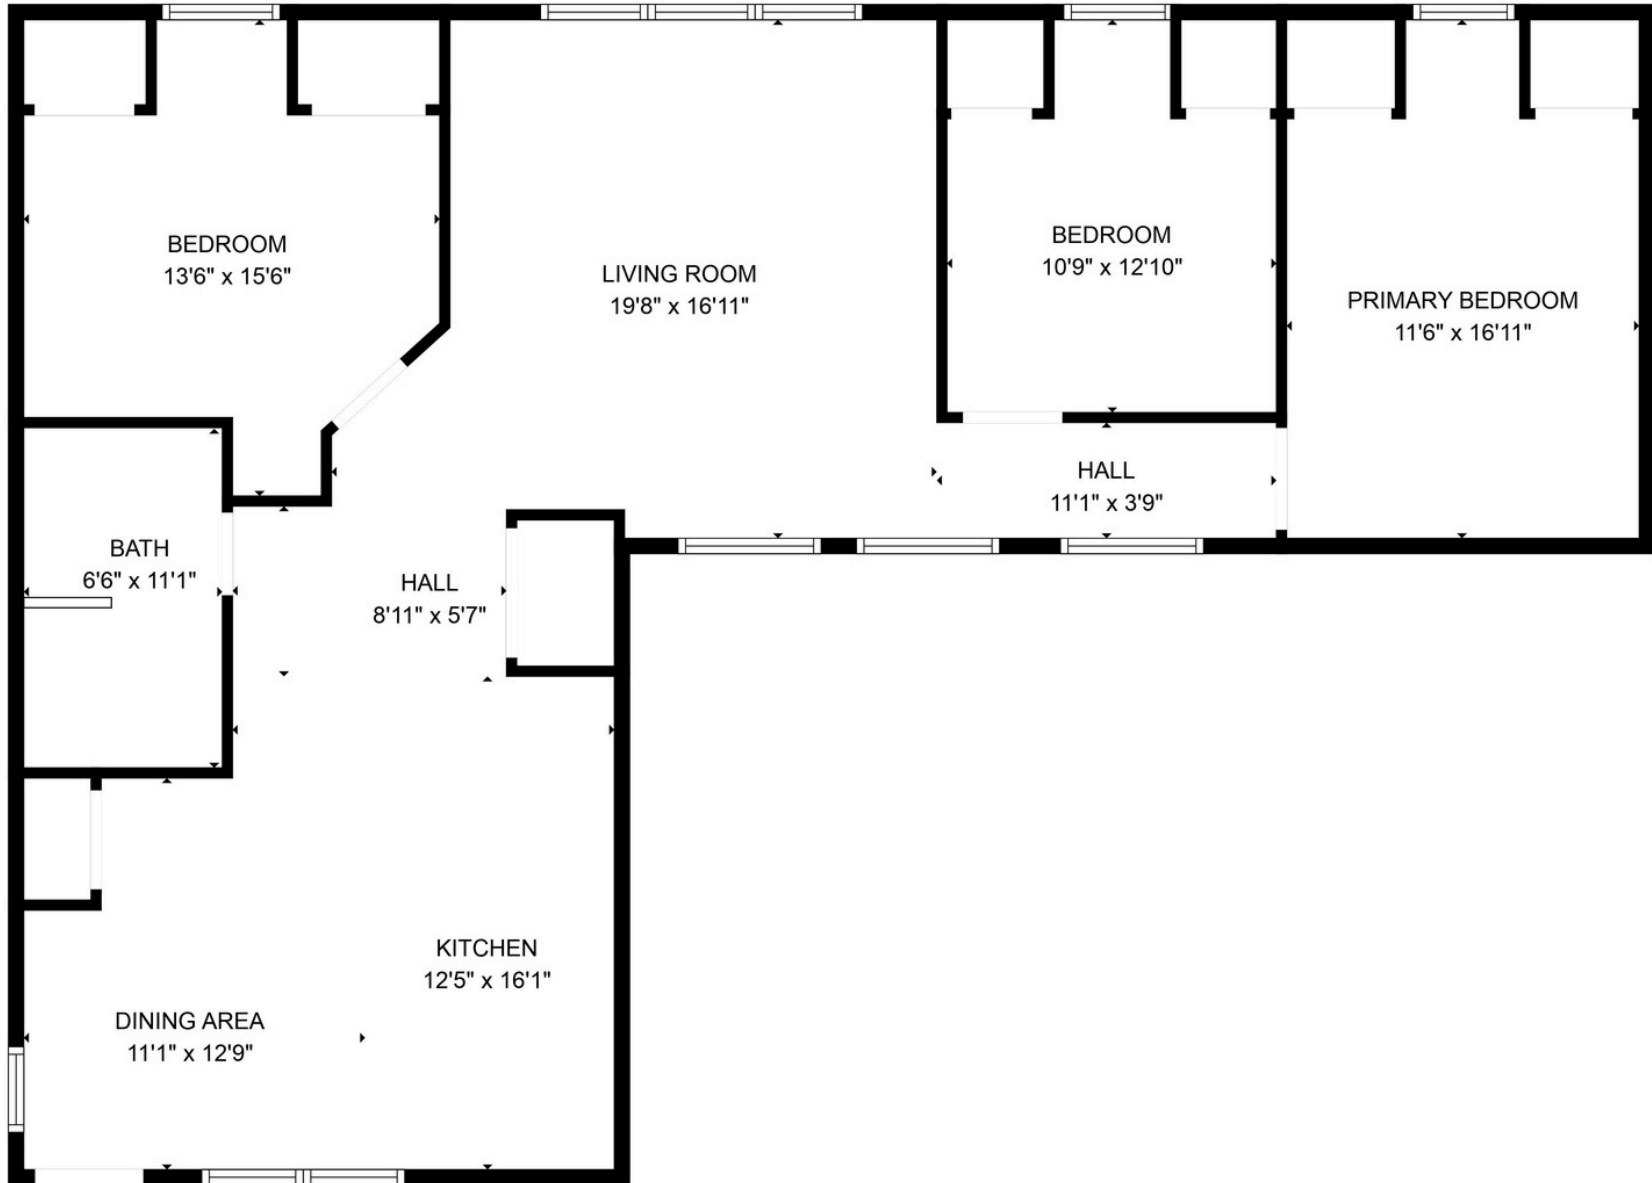 BEDROOM
13'6" x 15'6"
LIVING ROOM
19'8" x 16'11"
BEDROOM
10'9" x 12'10"
PRIMARY BEDROOM
11'6" x 16'11"
HALL
11'1" x 3'9"
BATH
6'6" x 11'1"
HALL
8'11" x 5'7"
KITCHEN
12'5" x 16'1"
DINING AREA
11'1" x 12'9"